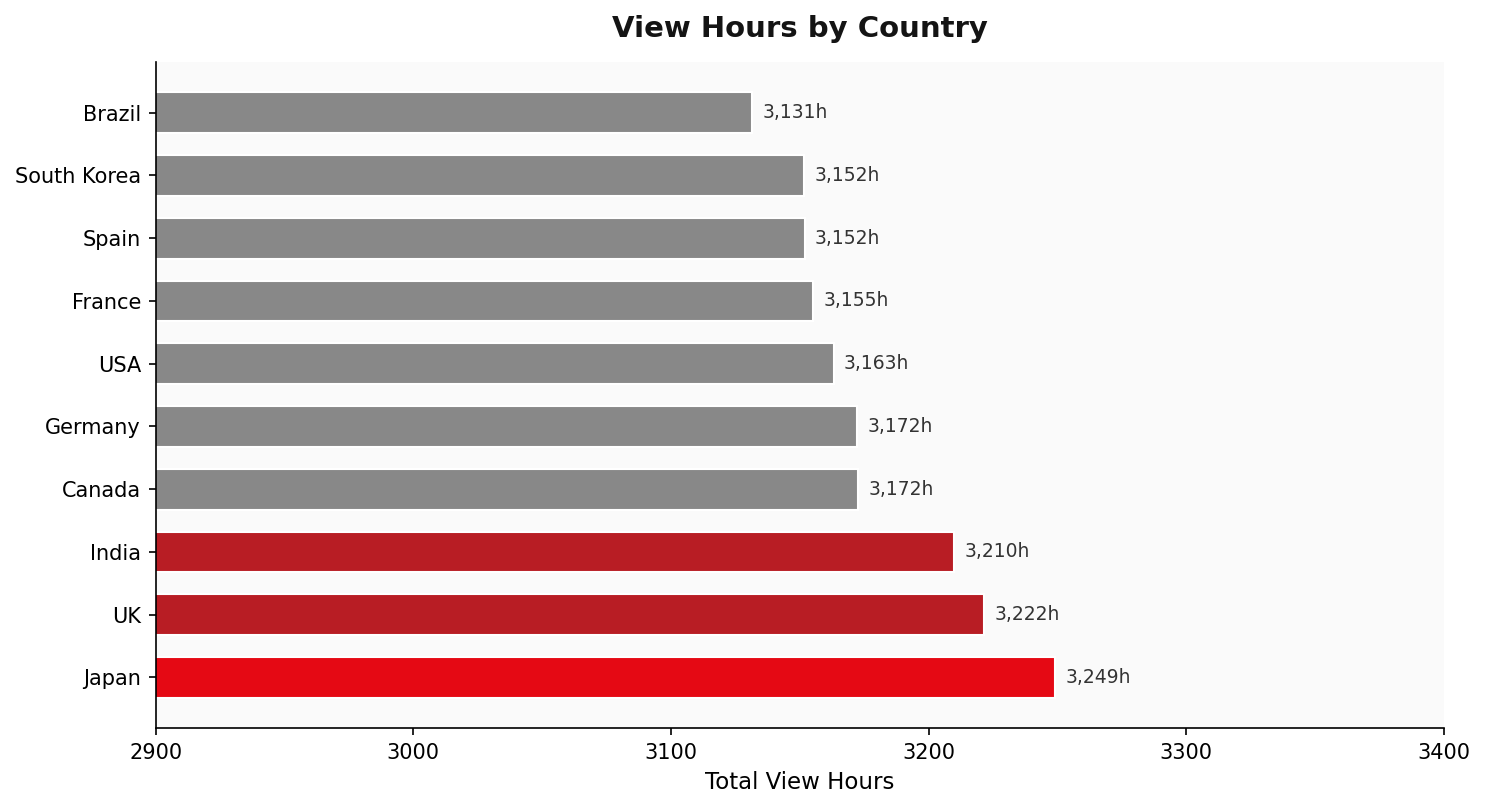 View Hours by Country
Brazil 3,131h
South Korea 3,152h
Spain 3,152h
France 3,155h
USA 3,163h
Germany 3,172h
Canada 3,172h
India 3,210h
UK 3,222h
Japan 3,249h
2900 3000 3100 3200 3300 3400
Total View Hours